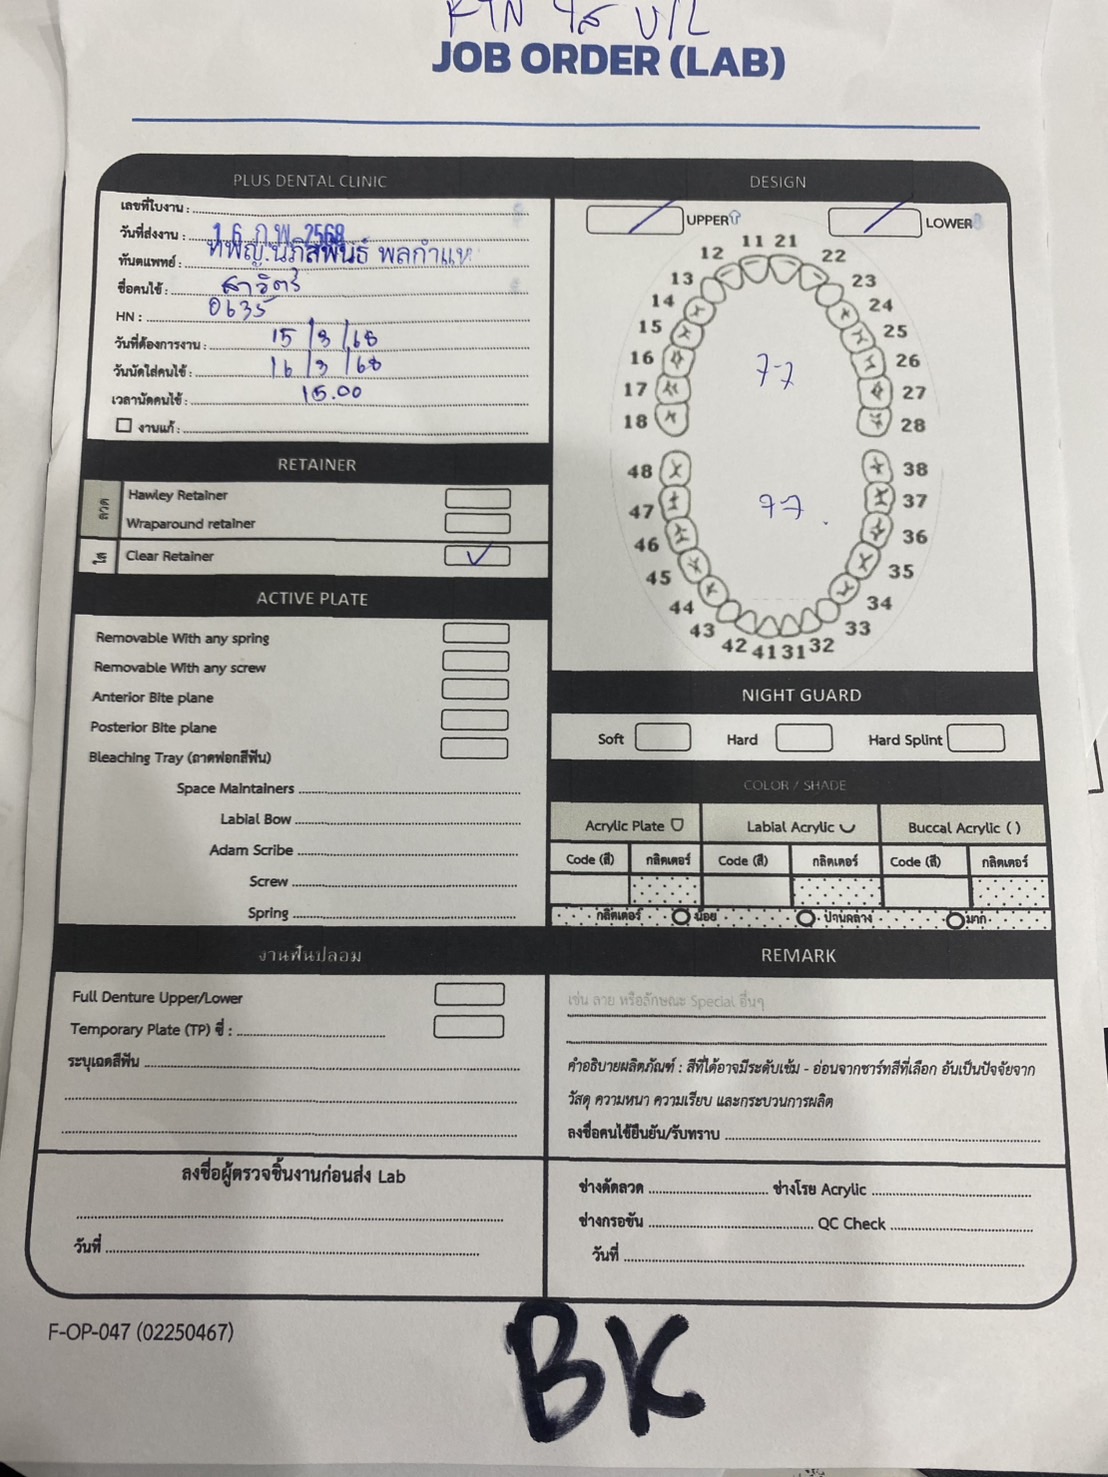 RTN ใส U/L
JOB ORDER (LAB)
PLUS DENTAL CLINIC
เลขที่ใบงาน :
วันที่ส่งงาน : 16 ก.พ. 2568
ทันตแพทย์ : ทพญ.นภิสพันธ์ พลกำแห
ชื่อคนไข้ : สาวิตร์
HN : 0635
วันที่ต้องการงาน : 15/3/68
วันนัดใส่คนไข้ : 16/3/68
เวลานัดคนไข้ : 15.00
งานแก้ :
RETAINER
ลวด
Hawley Retainer
Wraparound retainer
ใส
Clear Retainer ✓
ACTIVE PLATE
Removable With any spring
Removable With any screw
Anterior Bite plane
Posterior Bite plane
Bleaching Tray (ถาดฟอกสีฟัน)
Space Maintainers
Labial Bow
Adam Scribe
Screw
Spring
งานฟันปลอม
Full Denture Upper/Lower
Temporary Plate (TP) ซี่ :
ระบุเฉดสีฟัน
ลงชื่อผู้ตรวจชิ้นงานก่อนส่ง Lab
วันที่
DESIGN
/ UPPER / LOWER
11 21
12 22
13 23
14 24
15 25
16 26
7-7
17 27
18 28
48 38
47 37
7-7
46 36
45 35
44 34
43 33
42 41 31 32
NIGHT GUARD
Soft Hard Hard Splint
COLOR / SHADE
Acrylic Plate Labial Acrylic Buccal Acrylic ( )
Code (สี) กลิตเตอร์ Code (สี) กลิตเตอร์ Code (สี) กลิตเตอร์
กลิตเตอร์ น้อย ปานกลาง มาก
REMARK
เช่น ลาย หรือลักษณะ Special อื่นๆ
คำอธิบายผลิตภัณฑ์ : สีที่ได้อาจมีระดับเข้ม - อ่อนจากชาร์ทสีที่เลือก อันเป็นปัจจัยจาก
วัสดุ ความหนา ความเรียบ และกระบวนการผลิต
ลงชื่อคนไข้ยืนยัน/รับทราบ
ช่างดัดลวด ช่างโรย Acrylic
ช่างกรอขัน QC Check
วันที่
F-OP-047 (02250467)
BK